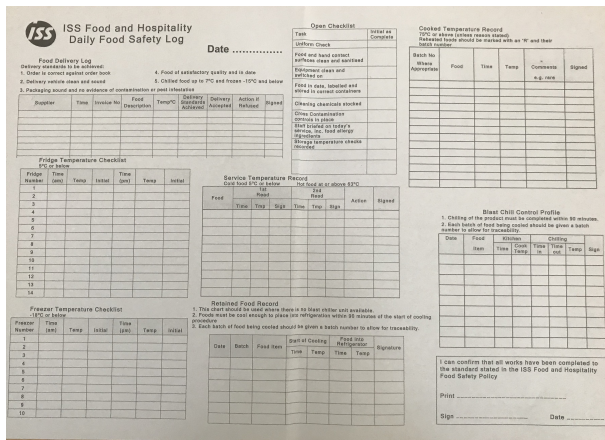 ISS
ISS Food and Hospitality
Daily Food Safety Log
Date ..............
Food Delivery Log
Delivery standards to be achieved:
1. Order is correct against order book
2. Delivery vehicle clean and sound
3. Packaging sound and no evidence of contamination or pest infestation
4. Food of satisfactory quality and in date
5. Chilled food up to 7°C and frozen -15°C and below
Supplier Time Invoice No Food Description Temp°C Delivery Standards Achieved Delivery Accepted Action if Refused Signed
Open Checklist
Task Initial as Complete
Uniform Check
Food and hand contact surfaces clean and sanitised
Equipment clean and switched on
Food in date, labelled and stored in correct containers
Cleaning chemicals stocked
Cross Contamination controls in place
Staff briefed on today's service, inc. food allergy ingredients
Storage temperature checks recorded
Cooked Temperature Record
75°C or above (unless reason stated)
Reheated foods should be marked with an 'R' and their
batch number
Batch No Where Appropriate Food Time Temp Comments e.g. none Signed
Fridge Temperature Checklist
5°C or below
Fridge Number Time (am) Temp Initial Time (pm) Temp Initial
1
2
3
4
5
6
7
8
9
10
11
12
13
14
Service Temperature Record
Cold food 5°C or below Hot food at or above 63°C
Food 1st Read 2nd Read Action Signed
Time Tmp Sign Time Tmp Sign
Blast Chill Control Profile
1. Chilling of the product must be completed within 90 minutes.
2. Each batch of food being cooked should be given a batch
number to allow for traceability.
Date Food Item Kitchen Chilling
Time Cook Temp Time in Time out Temp Sign
Freezer Temperature Checklist
-18°C or below
Freezer Number Time (am) Temp Initial Time (pm) Temp Initial
1
2
3
4
5
6
7
8
9
10
Retained Food Record
1. This chart should be used where there is no blast chiller unit available.
2. Foods must be cool enough to place into refrigeration within 90 minutes of the start of cooling
procedure
3. Each batch of food being cooked should be given a batch number to allow for traceability.
Date Batch Food Item Start of Cooling Food into Refrigerator Signature
Time Temp Time Temp
I can confirm that all works have been completed to
the standard stated in the ISS Food and Hospitality
Food Safety Policy
Print
Sign Date